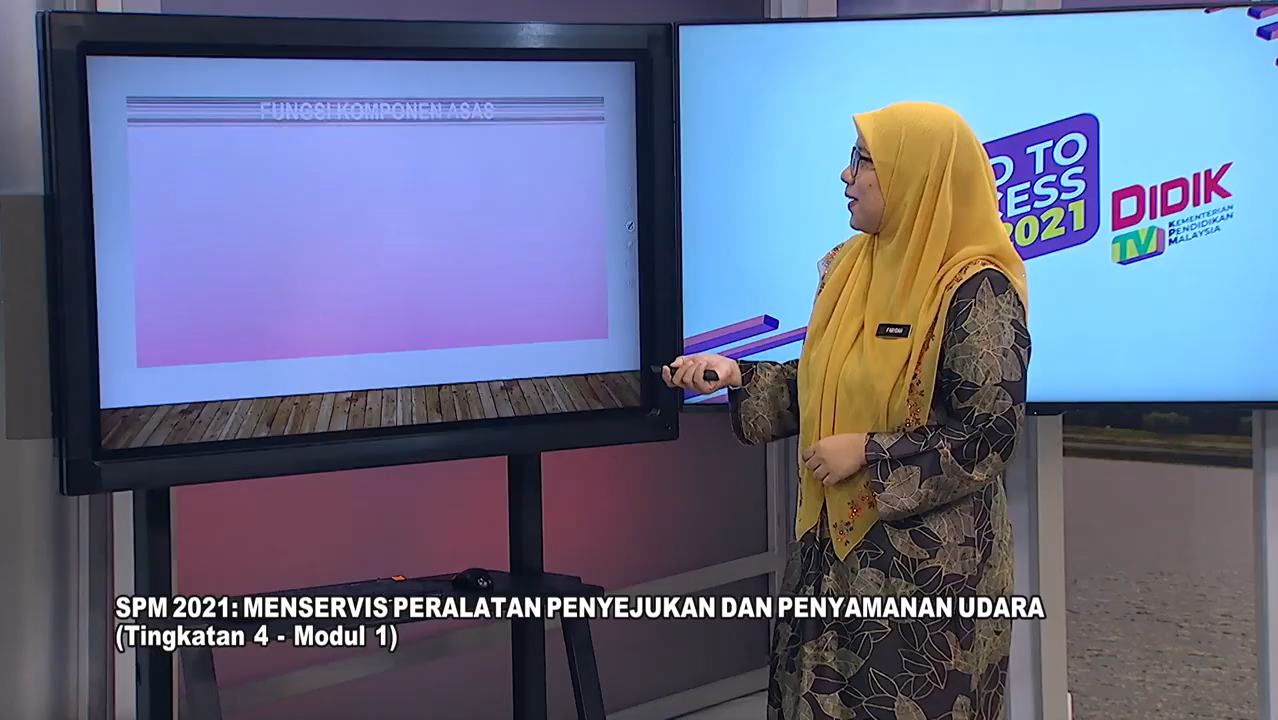 FUNGSI KOMPONEN ASAS
D TO
CESS
2021
DIDIK
TV
KEMENTERIAN
PENDIDIKAN
MALAYSIA
SPM 2021: MENSERVIS PERALATAN PENYEJUKAN DAN PENYAMANAN UDARA
(Tingkatan 4 - Modul 1)